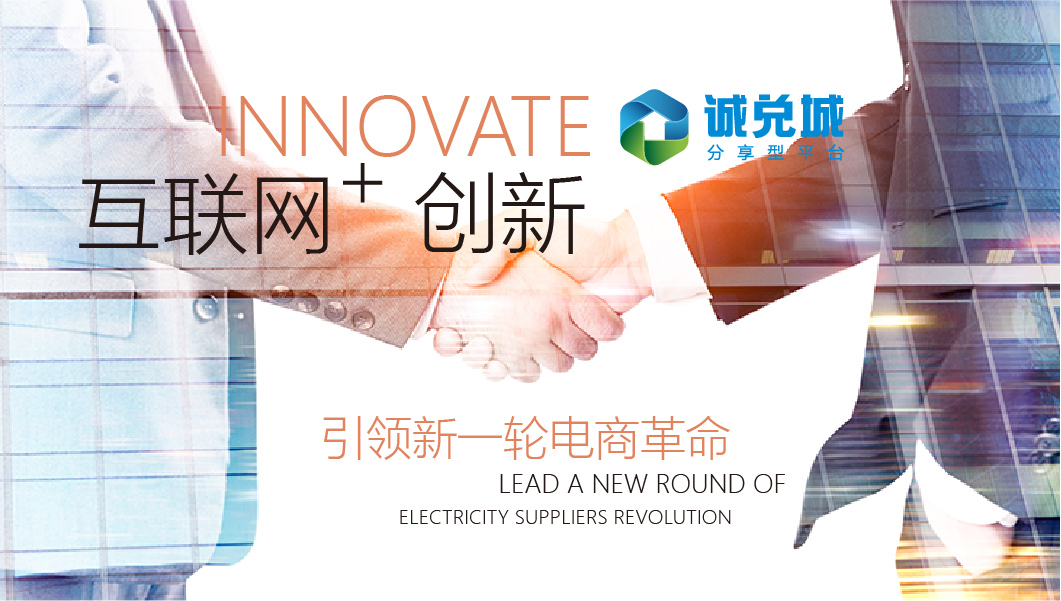 INNOVATE
诚兑城
分享型平台
互联网+ 创新
引领新一轮电商革命
LEAD A NEW ROUND OF
ELECTRICITY SUPPLIERS REVOLUTION